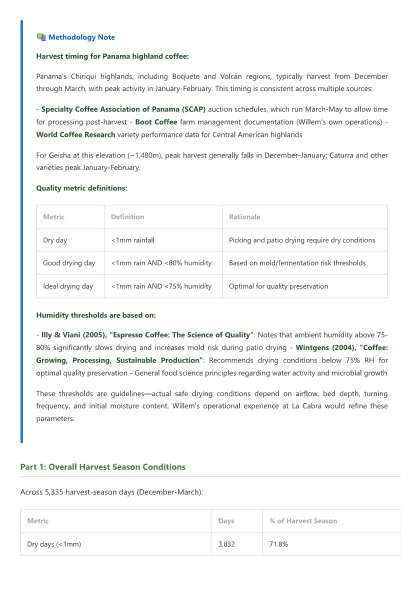 Methodology Note
Harvest timing for Panama highland coffee:
Panama's Chiriquí highlands, including Boquete and Volcán regions, typically harvest from December
through March, with peak activity in January-February. This timing is consistent across multiple sources:
- Specialty Coffee Association of Panama (SCAP) auction schedules, which run March-May to allow time
for processing post-harvest - Boot Coffee farm management documentation (Willem's own operations) -
World Coffee Research variety performance data for Central American highlands
For Geisha at this elevation (~1,480m), peak harvest generally falls in December-January; Caturra and other
varieties peak January-February.
Quality metric definitions:
Metric Definition Rationale
Dry day <1mm rainfall Picking and patio drying require dry conditions
Good drying day <1mm rain AND <80% humidity Based on mold/fermentation risk thresholds
Ideal drying day <1mm rain AND <75% humidity Optimal for quality preservation
Humidity thresholds are based on:
- Illy & Viani (2005), "Espresso Coffee: The Science of Quality": Notes that ambient humidity above 75-
80% significantly slows drying and increases mold risk during patio drying - Wintgens (2004), "Coffee:
Growing, Processing, Sustainable Production": Recommends drying conditions below 75% RH for
optimal quality preservation - General food science principles regarding water activity and microbial growth
These thresholds are guidelines—actual safe drying conditions depend on airflow, bed depth, turning
frequency, and initial moisture content. Willem's operational experience at La Cabra would refine these
parameters.
Part 1: Overall Harvest Season Conditions
Across 5,335 harvest-season days (December-March):
Metric Days % of Harvest Season
Dry days (<1mm) 3,832 71.8%